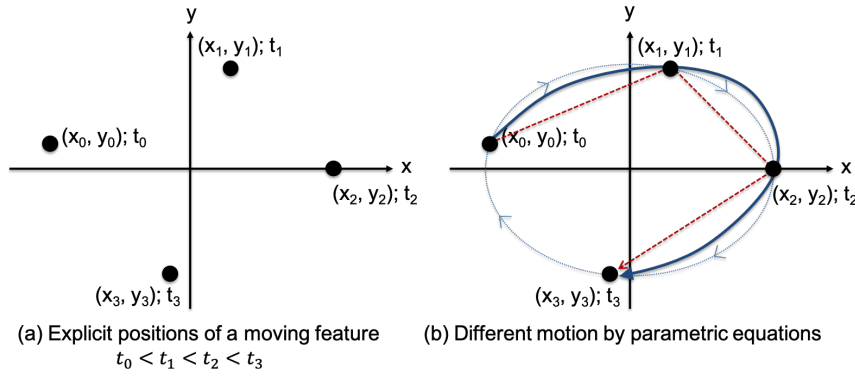 y
(x₁, y₁); t₁
(x₀, y₀); t₀
x
(x₂, y₂); t₂
(x₃, y₃); t₃
(a) Explicit positions of a moving feature
t₀ < t₁ < t₂ < t₃
y
(x₁, y₁); t₁
(x₀, y₀); t₀
x
(x₂, y₂); t₂
(x₃, y₃); t₃
(b) Different motion by parametric equations